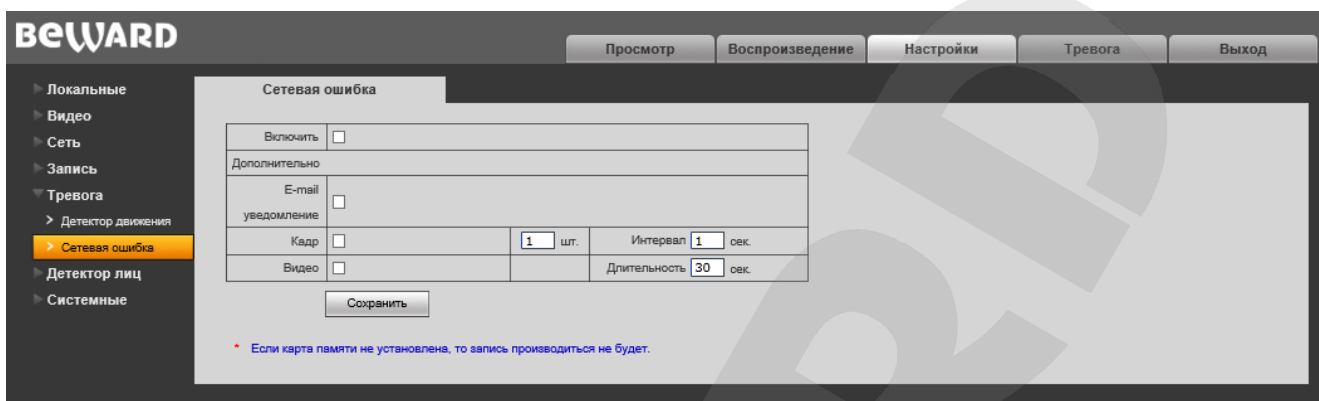 BEWARD
Просмотр Воспроизведение Настройки Тревога Выход
Локальные
Видео
Сеть
Запись
Тревога
> Детектор движения
> Сетевая ошибка
Детектор лиц
Системные
Сетевая ошибка
Включить
Дополнительно
E-mail
уведомление
Кадр 1 шт. Интервал 1 сек.
Видео Длительность 30 сек.
Сохранить
* Если карта памяти не установлена, то запись производиться не будет.